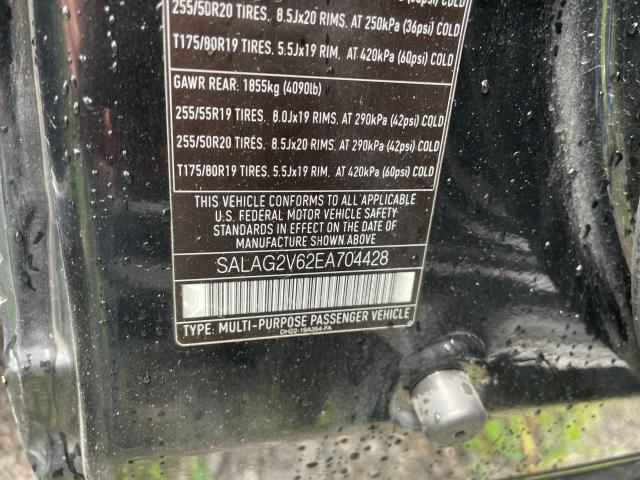 255/50R20 TIRES. 8.5Jx20 RIMS. AT 250kPa (36psi) COLD
T175/80R19 TIRES. 5.5Jx19 RIM. AT 420kPa (60psi) COLD
GAWR REAR: 1855kg (4090lb)
255/55R19 TIRES. 8.0Jx19 RIMS. AT 290kPa (42psi) COLD
255/50R20 TIRES. 8.5Jx20 RIMS. AT 290kPa (42psi) COLD
T175/80R19 TIRES. 5.5Jx19 RIM. AT 420kPa (60psi) COLD
THIS VEHICLE CONFORMS TO ALL APPLICABLE
U.S. FEDERAL MOTOR VEHICLE SAFETY
STANDARDS IN EFFECT ON THE DATE OF
MANUFACTURE SHOWN ABOVE
SALAG2V62EA704428
TYPE: MULTI-PURPOSE PASSENGER VEHICLE
DH22-19A354-FA